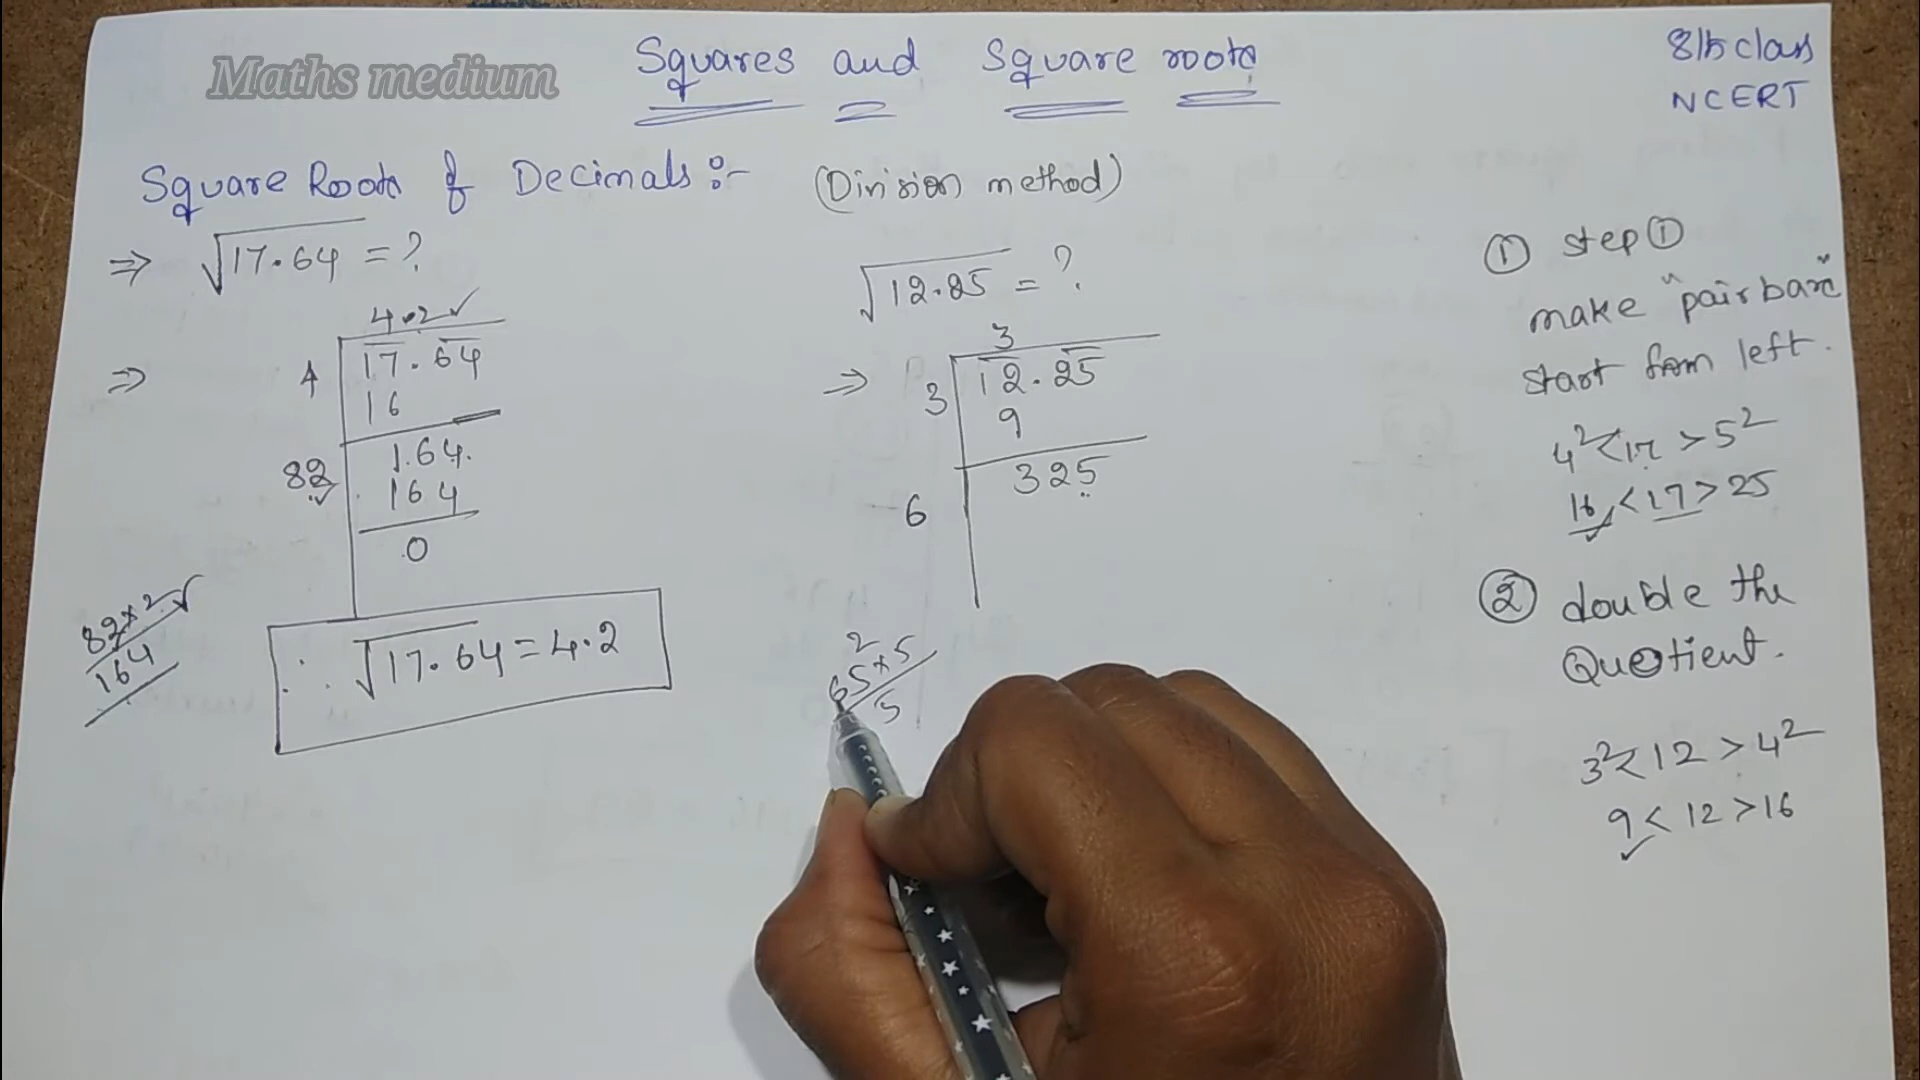 Maths medium
Squares and Square roots
8th class
NCERT
Square Roots of Decimals :- (Division method)
⇒ √17.64 = ?
4.2 ✓
⇒ 4 17.64
16
82 1.64.
164
0
82×2 ✓
164
∴ √17.64 = 4.2
√12.25 = ?
3
⇒ 3 12.25
9
6 325
2
65×5
5
① step ①
make "pair bars"
start from left.
4² < 17 > 5²
16 < 17 > 25
② double the
Quotient.
3² < 12 > 4²
9 < 12 > 16